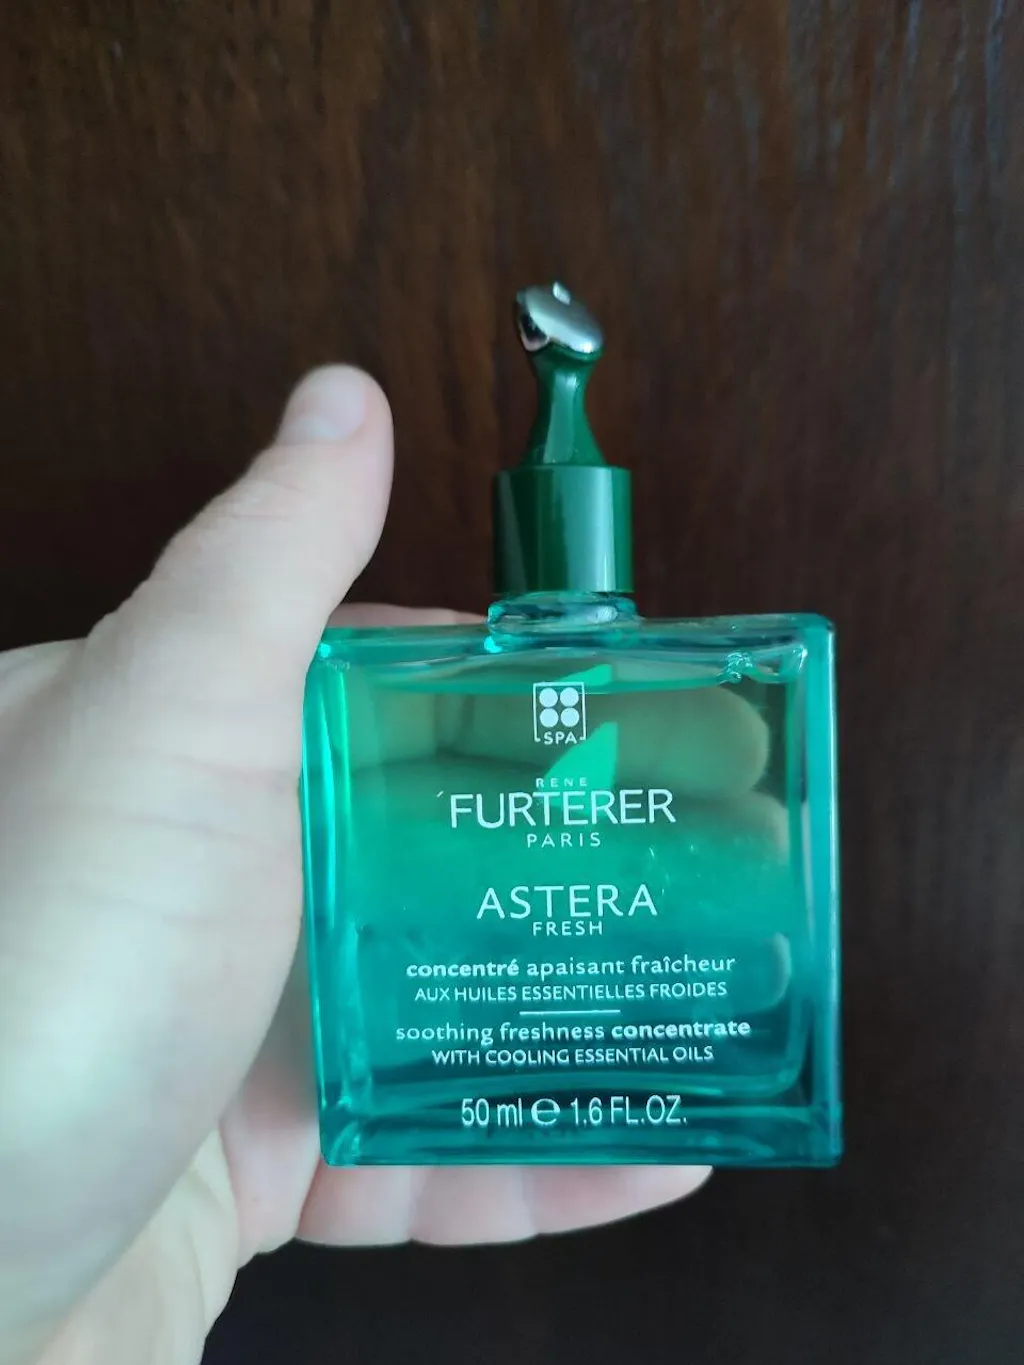 SPA
RENE
FURTERER
PARIS
ASTERA
FRESH
concentré apaisant fraîcheur
AUX HUILES ESSENTIELLES FROIDES
soothing freshness concentrate
WITH COOLING ESSENTIAL OILS
50 ml ℮ 1.6 FL.OZ.